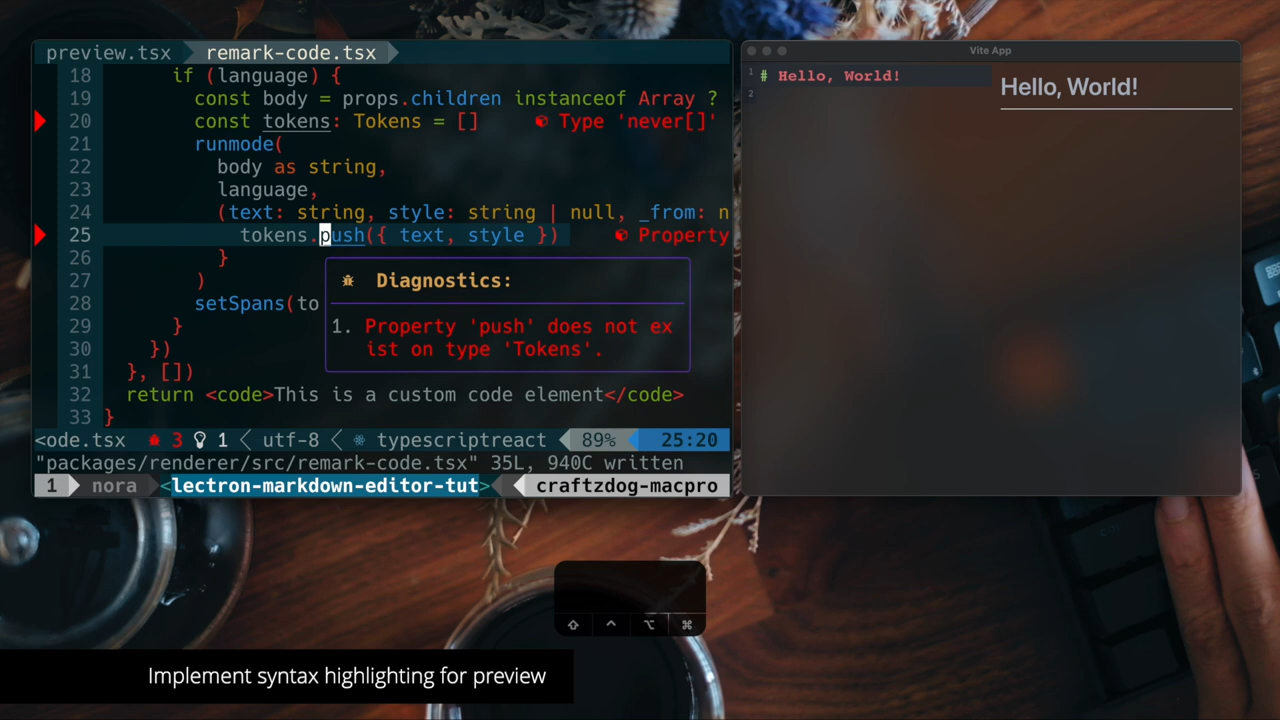 preview.tsx remark-code.tsx
18 if (language) {
19 const body = props.children instanceof Array ?
20 const tokens: Tokens = [] Type 'never[]'
21 runmode(
22 body as string,
23 language,
24 (text: string, style: string | null, _from: n
25 tokens.push({ text, style }) Property
26 }
27 )
28 setSpans(to
29 }
30 })
31 }, [])
32 return <code>This is a custom code element</code>
33 }
Diagnostics:
1. Property 'push' does not ex
ist on type 'Tokens'.
<ode.tsx 3 1 utf-8 typescriptreact 89% 25:20
"packages/renderer/src/remark-code.tsx" 35L, 940C written
1 nora <lectron-markdown-editor-tut> craftzdog-macpro
Vite App
1 # Hello, World!
2
Hello, World!
⇧ ^ ⌥ ⌘
Implement syntax highlighting for preview